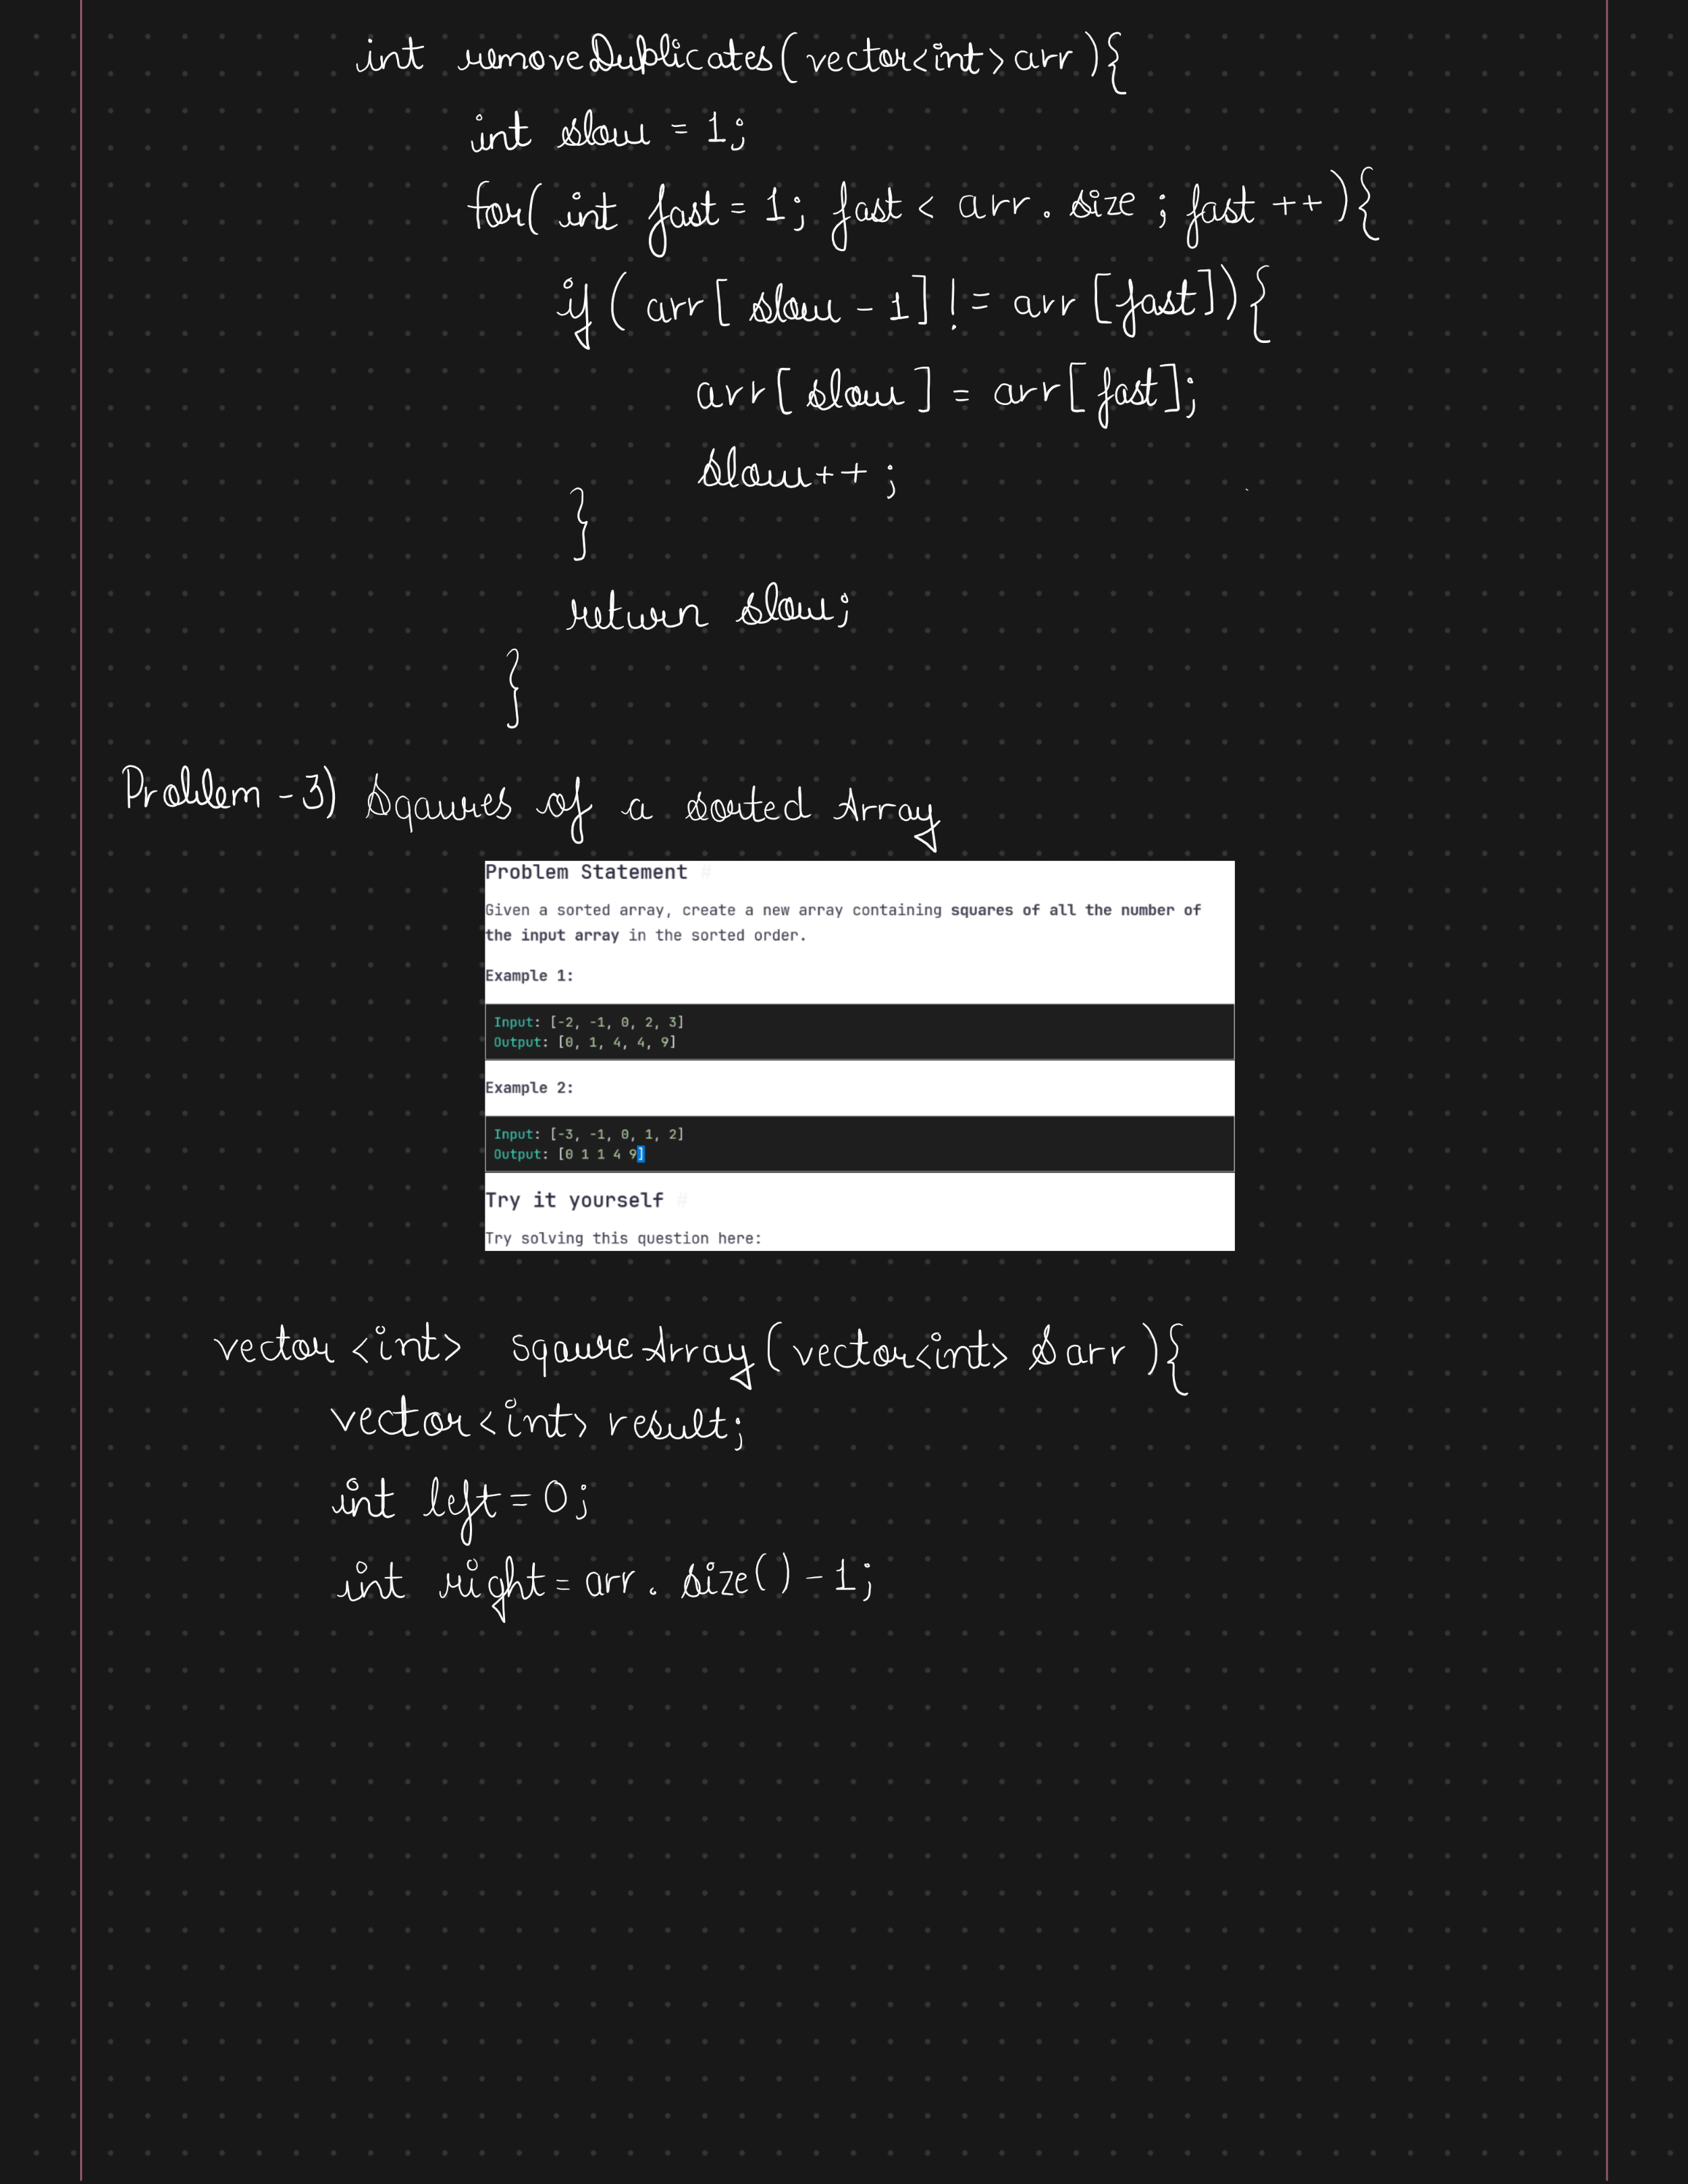 int removeDublicates(vector<int>arr){
int slow = 1;
for( int fast = 1; fast < arr. size ; fast ++){
if ( arr[ slow - 1] != arr [fast]){
arr[ slow ] = arr[ fast];
slow++ ;
}
return slow;
}
Problem - 3) Sqaures of a sorted Array
Problem Statement #
Given a sorted array, create a new array containing squares of all the number of
the input array in the sorted order.
Example 1:
Input: [-2, -1, 0, 2, 3]
Output: [0, 1, 4, 4, 9]
Example 2:
Input: [-3, -1, 0, 1, 2]
Output: [0 1 1 4 9]
Try it yourself #
Try solving this question here:
vector <int> sqaureArray(vector<int> &arr ){
vector<int> result;
int left = 0;
int right = arr. size() - 1;